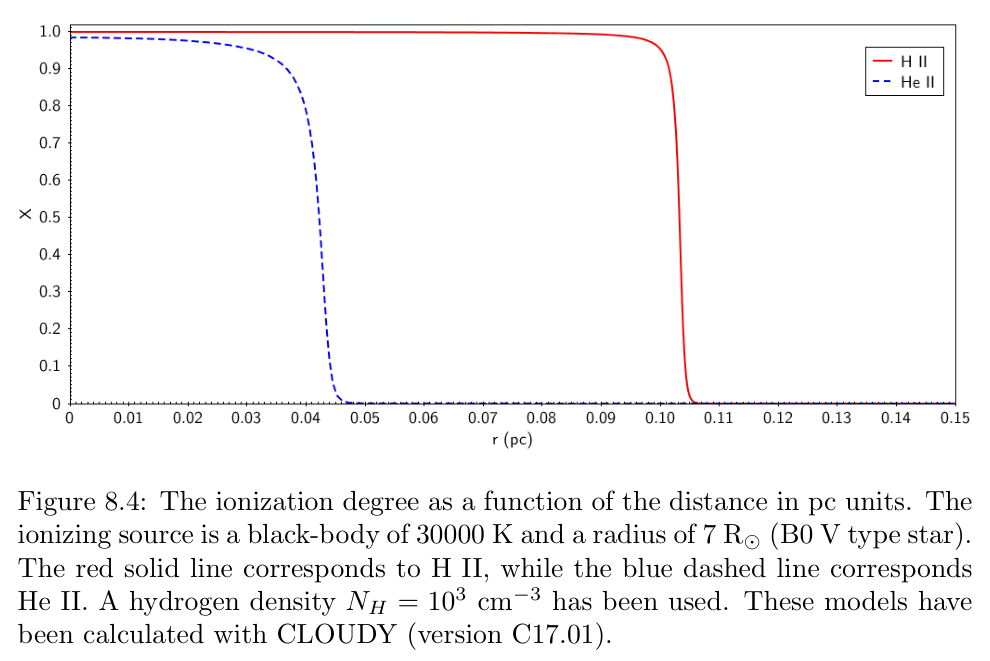 1.0
0.9
0.8
0.7
0.6
0.5
0.4
0.3
0.2
0.1
0
X
H II
He II
0 0.01 0.02 0.03 0.04 0.05 0.06 0.07 0.08 0.09 0.10 0.11 0.12 0.13 0.14 0.15
r (pc)
Figure 8.4: The ionization degree as a function of the distance in pc units. The
ionizing source is a black-body of 30000 K and a radius of 7 R⊙ (B0 V type star).
The red solid line corresponds to H II, while the blue dashed line corresponds
He II. A hydrogen density N_H = 10³ cm⁻³ has been used. These models have
been calculated with CLOUDY (version C17.01).